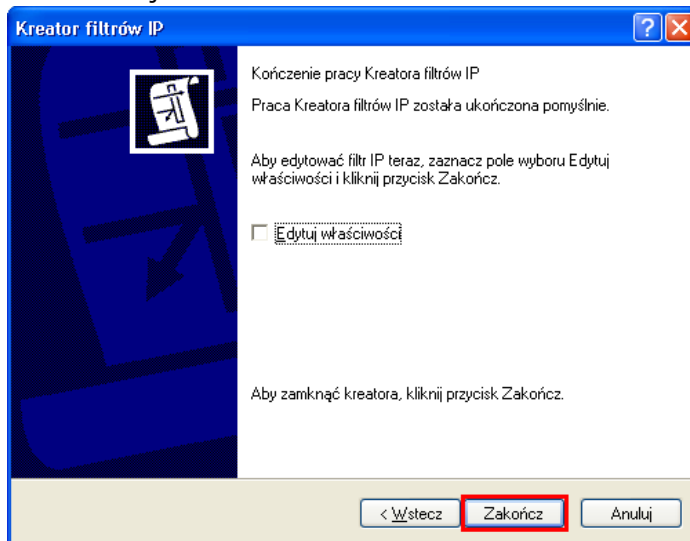 Kreator filtrów IP
Kończenie pracy Kreatora filtrów IP
Praca Kreatora filtrów IP została ukończona pomyślnie.
Aby edytować filtr IP teraz, zaznacz pole wyboru Edytuj
właściwości i kliknij przycisk Zakończ.
Edytuj właściwości
Aby zamknąć kreatora, kliknij przycisk Zakończ.
< Wstecz Zakończ Anuluj